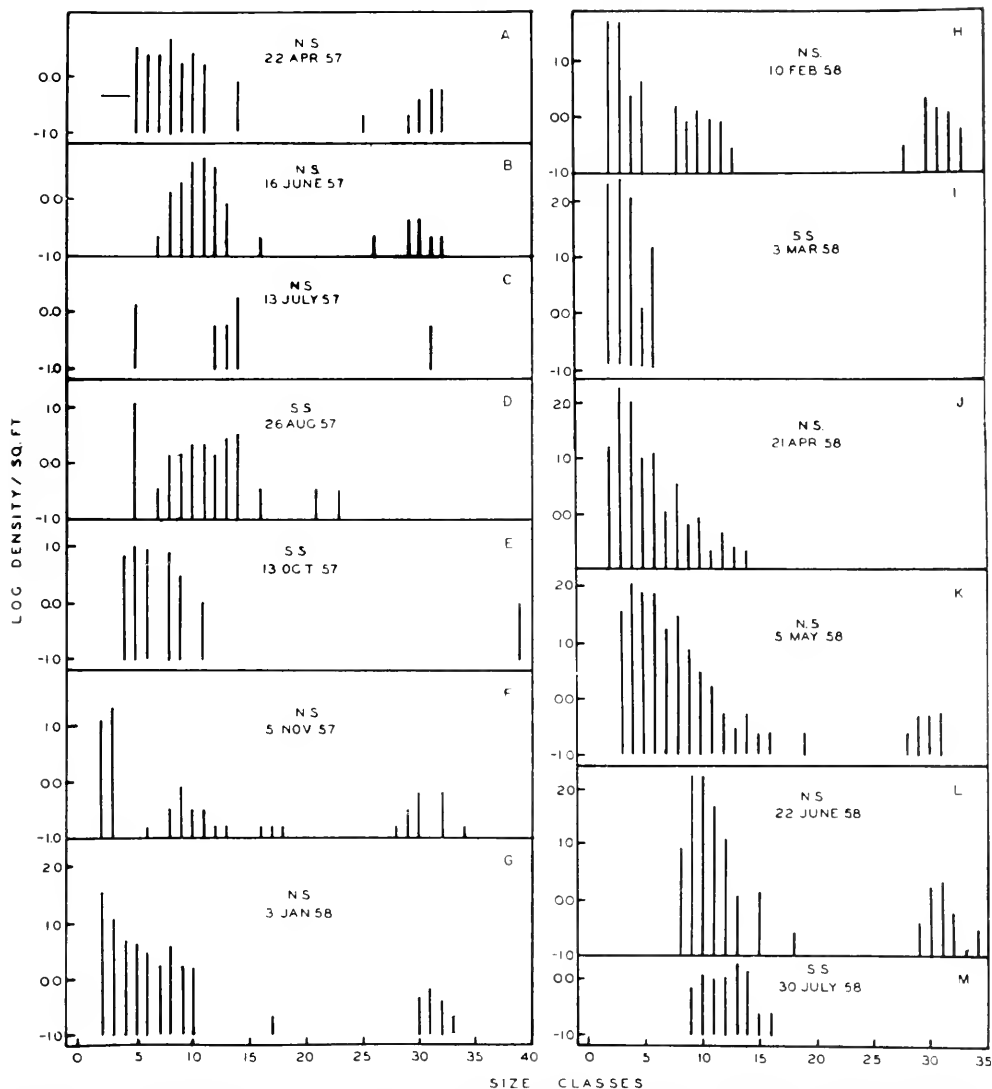 A
N S
22 APR 57
0.0
-1.0
B
N S
16 JUNE 57
0.0
-1.0
C
N S
13 JULY 57
0.0
-1.0
D
S S
26 AUG 57
1.0
0.0
-1.0
E
S S
13 OCT 57
1.0
0.0
-1.0
F
N S
5 NOV 57
1.0
0.0
-1.0
G
N S
3 JAN 58
2.0
1.0
0.0
-1.0
0 5 10 15 20 25 30 35 40
LOG DENSITY/ SQ. FT
H
N S.
10 FEB 58
1.0
0.0
-1.0
I
S S
3 MAR 58
2.0
1.0
0.0
-1.0
J
N S.
21 APR 58
2.0
1.0
0.0
K
N. S
5 MAY 58
2.0
1.0
0.0
-1.0
L
N S
22 JUNE 58
2.0
1.0
0.0
-1.0
M
S S
30 JULY 58
0.0
-1.0
0 5 10 15 20 25 30 35
SIZE CLASSES